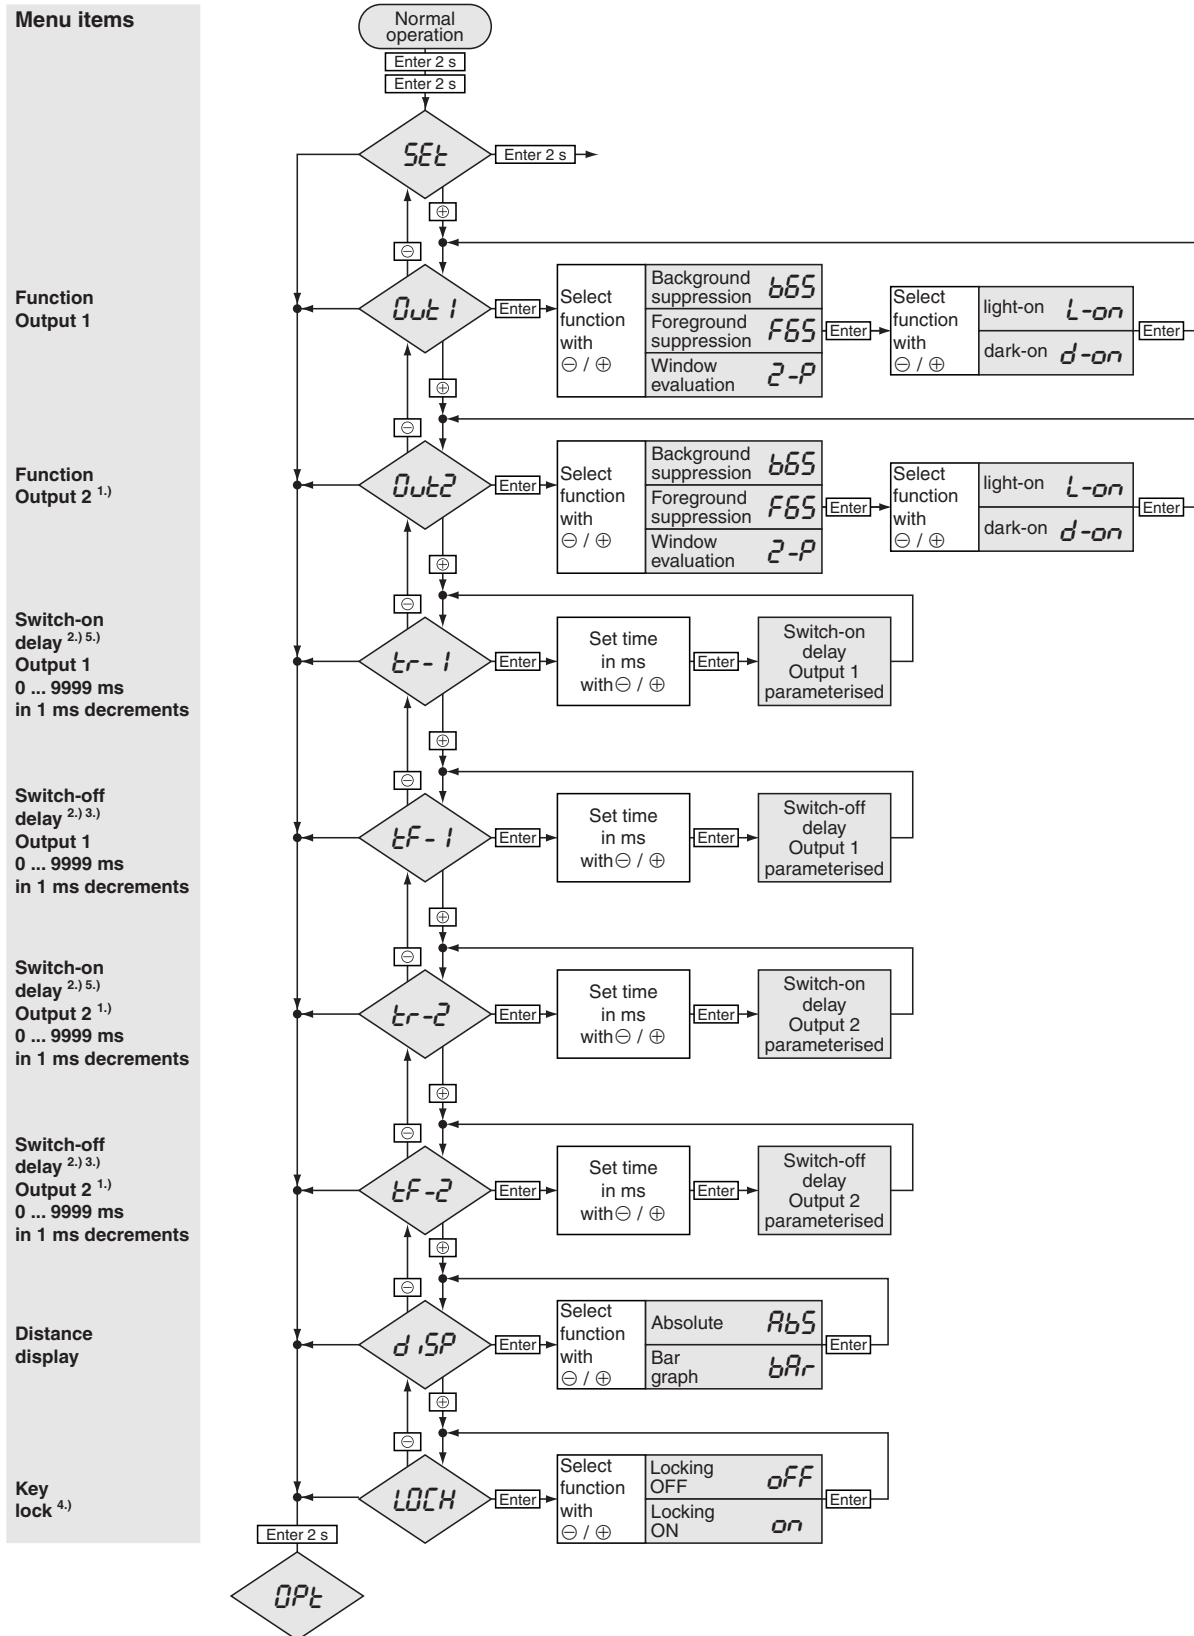 Menu items
Normal
operation
Enter 2 s
Enter 2 s
SEt
Enter 2 s
⊕
⊖
Function
Output 1
Out1
Enter
Select
function
with
⊖ / ⊕
Background
suppression bGS
Foreground
suppression FGS
Window
evaluation 2-P
Enter
Select
function
with
⊖ / ⊕
light-on L-on
dark-on d-on
Enter
⊕
⊖
Function
Output 2 1.)
Out2
Enter
Select
function
with
⊖ / ⊕
Background
suppression bGS
Foreground
suppression FGS
Window
evaluation 2-P
Enter
Select
function
with
⊖ / ⊕
light-on L-on
dark-on d-on
Enter
⊕
⊖
Switch-on
delay 2.) 5.)
Output 1
0 ... 9999 ms
in 1 ms decrements
tr-1
Enter
Set time
in ms
with ⊖ / ⊕
Enter
Switch-on
delay
Output 1
parameterised
⊕
⊖
Switch-off
delay 2.) 3.)
Output 1
0 ... 9999 ms
in 1 ms decrements
tF-1
Enter
Set time
in ms
with ⊖ / ⊕
Enter
Switch-off
delay
Output 1
parameterised
⊕
⊖
Switch-on
delay 2.) 5.)
Output 2 1.)
0 ... 9999 ms
in 1 ms decrements
tr-2
Enter
Set time
in ms
with ⊖ / ⊕
Enter
Switch-on
delay
Output 2
parameterised
⊕
⊖
Switch-off
delay 2.) 3.)
Output 2 1.)
0 ... 9999 ms
in 1 ms decrements
tF-2
Enter
Set time
in ms
with ⊖ / ⊕
Enter
Switch-off
delay
Output 2
parameterised
⊕
⊖
Distance
display
diSP
Enter
Select
function
with
⊖ / ⊕
Absolute AbS
Bar
graph bAr
Enter
⊕
⊖
Key
lock 4.)
LOCH
Enter
Select
function
with
⊖ / ⊕
Locking
OFF oFF
Locking
ON on
Enter
Enter 2 s
OPt